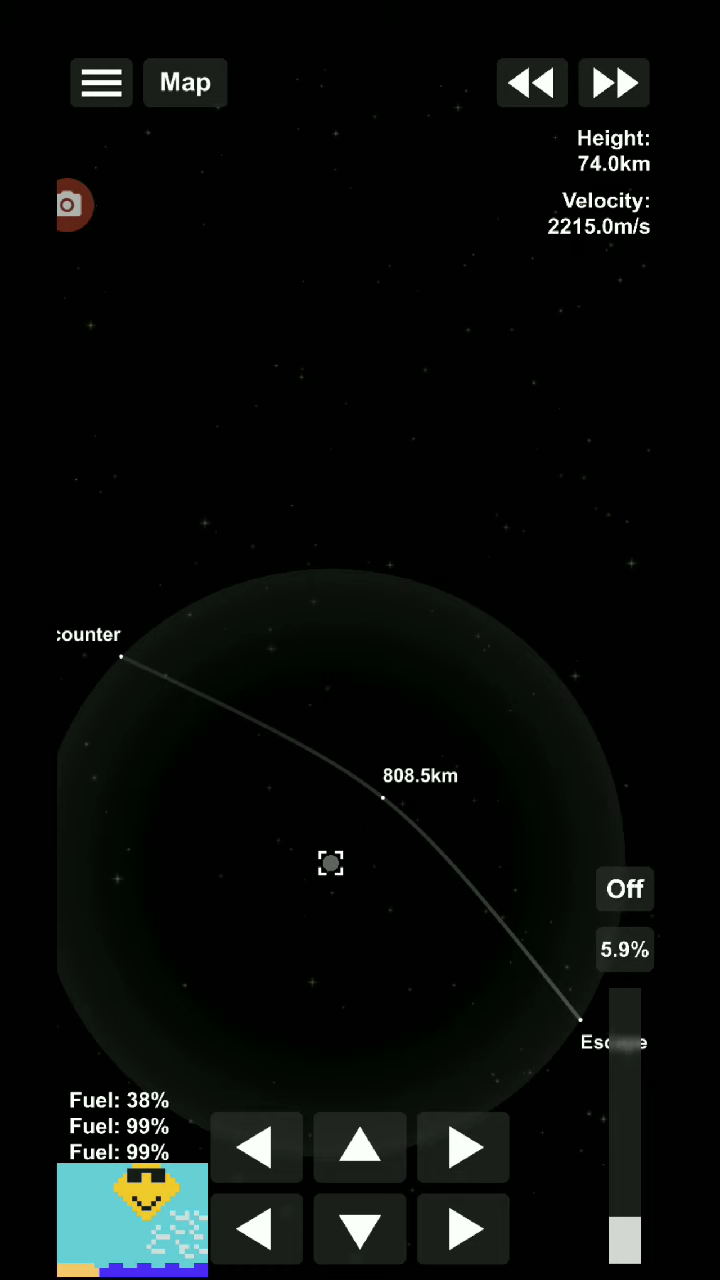 Map
Height:
74.0km
Velocity:
2215.0m/s
counter
808.5km
Off
5.9%
Escape
Fuel: 38%
Fuel: 99%
Fuel: 99%